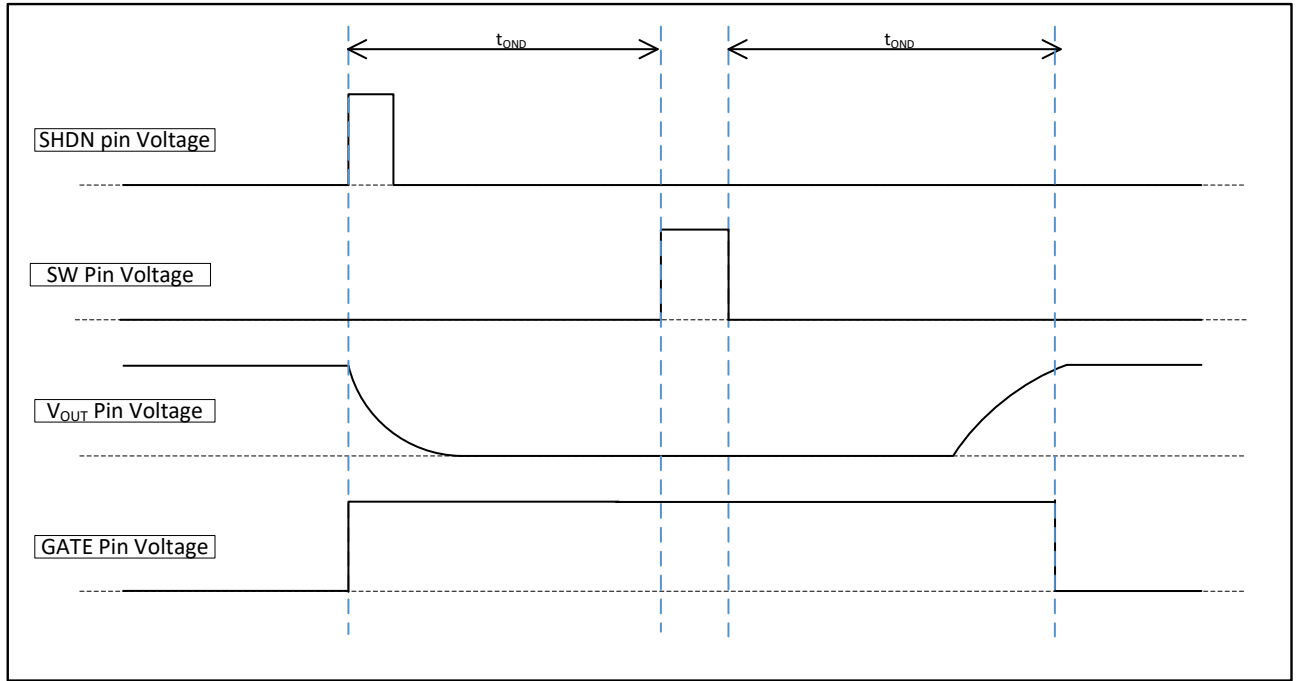 tOND
tOND
SHDN pin Voltage
SW Pin Voltage
VOUT Pin Voltage
GATE Pin Voltage